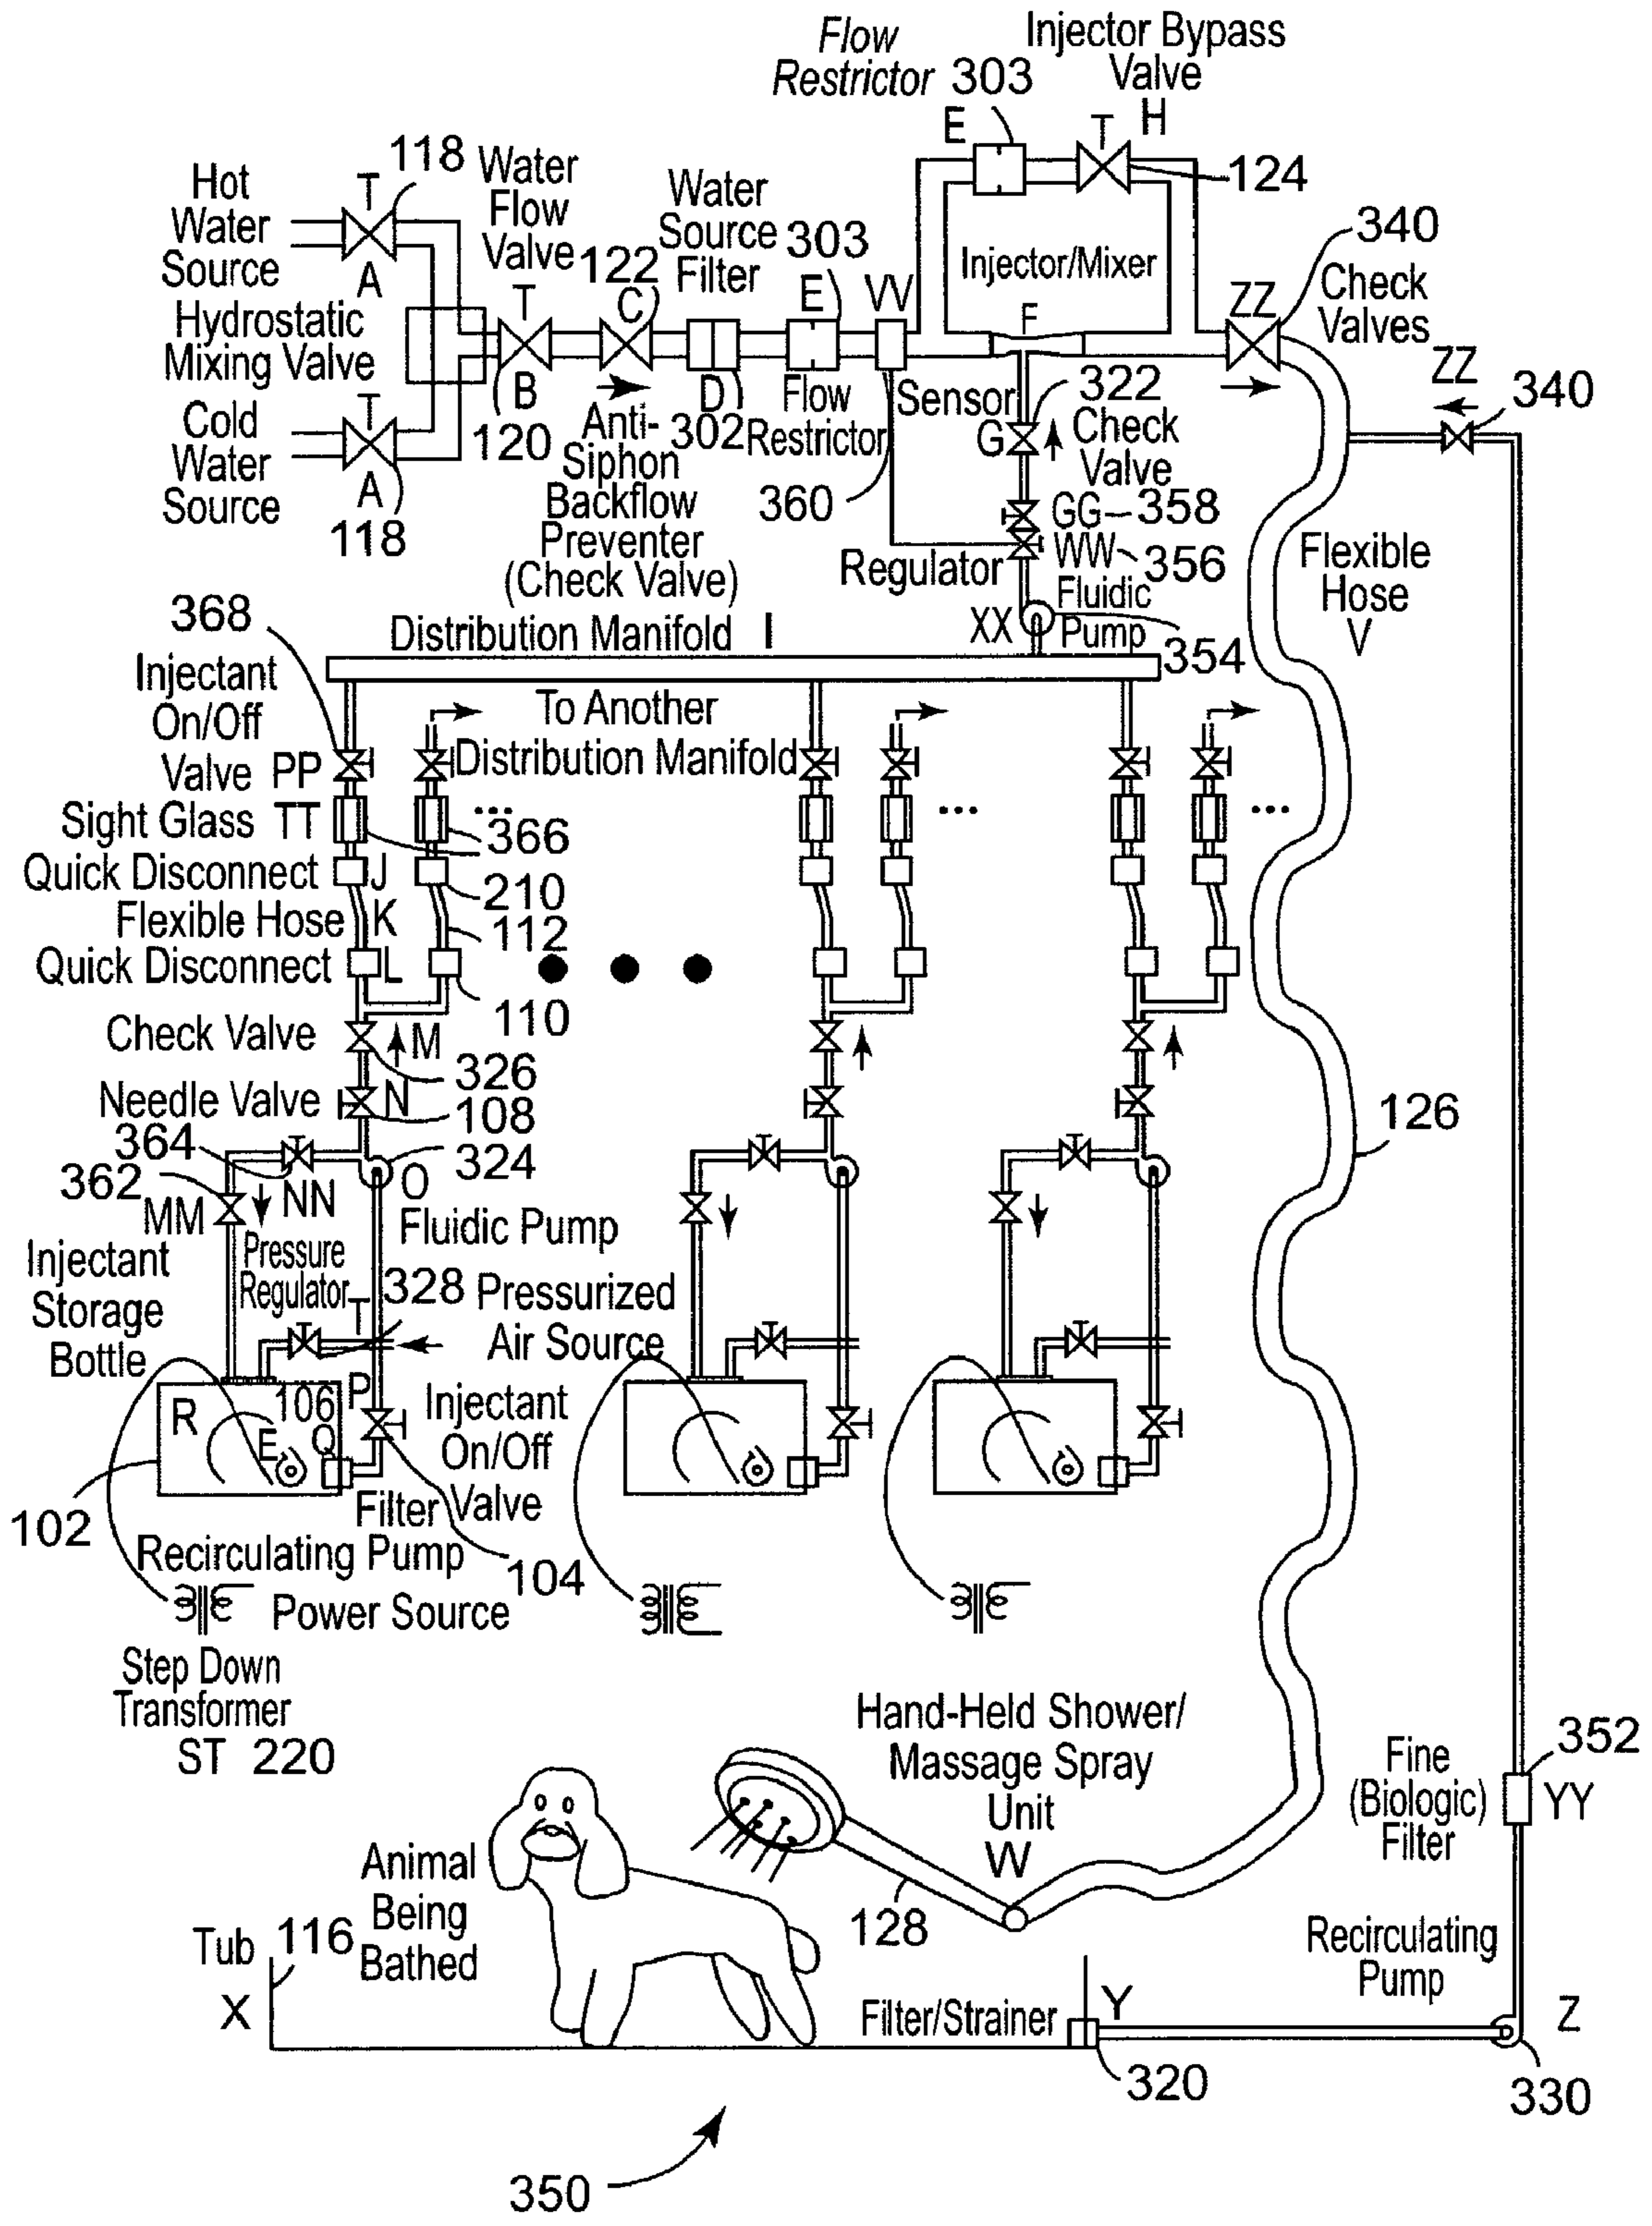 Flow
Restrictor 303
E
Injector Bypass
Valve
H
T
124
Hot
Water
Source
T
118
A
Water
Flow
Valve
T
B
120
Hydrostatic
Mixing Valve
Cold
Water
Source
T
A
118
122
C
Anti-
Siphon
Backflow
Preventer
(Check Valve)
Water
Source
Filter
D
302
303
E
Flow
Restrictor
VV
Sensor
360
Injector/Mixer
F
322
G
Check
Valve
GG 358
WW 356
Regulator
Fluidic
Pump
XX
354
ZZ
340
Check
Valves
ZZ
340
Flexible
Hose
V
368
Distribution Manifold I
Injectant
On/Off
Valve PP
To Another
Distribution Manifold
Sight Glass TT
...
366
...
...
Quick Disconnect J
210
Flexible Hose K
112
Quick Disconnect L
110
Check Valve
M
326
Needle Valve N
108
126
364
324
362
NN
O
MM
Fluidic Pump
Injectant
Storage
Bottle
Pressure
Regulator
T
328
Pressurized
Air Source
R
106
P
E
Q
Injectant
On/Off
Valve
Filter
102
104
Recirculating Pump
Power Source
Step Down
Transformer
ST 220
Hand-Held Shower/
Massage Spray
Unit
W
128
352
Fine
(Biologic)
Filter
YY
Animal
Being
Bathed
Tub 116
X
Filter/Strainer
Y
320
Recirculating
Pump
Z
330
350